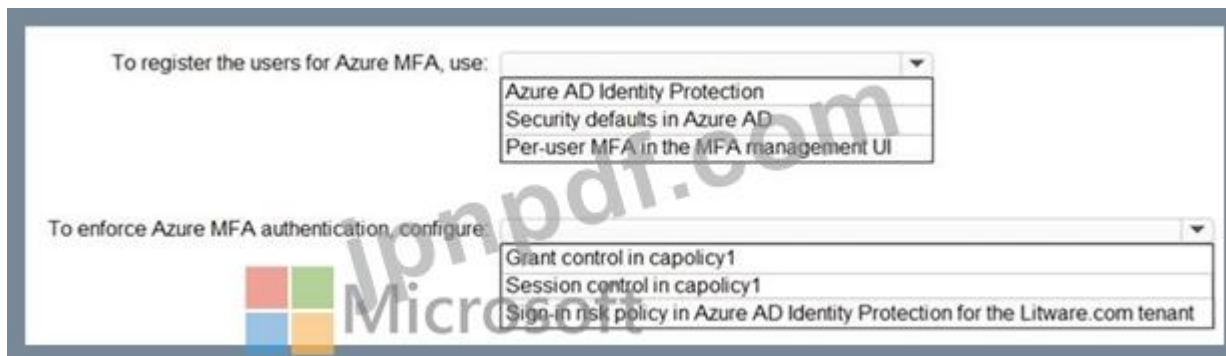 To register the users for Azure MFA, use:
Azure AD Identity Protection
Security defaults in Azure AD
Per-user MFA in the MFA management UI
To enforce Azure MFA authentication, configure:
Grant control in capolicy1
Session control in capolicy1
Sign-in risk policy in Azure AD Identity Protection for the Litware.com tenant
Microsoft
jpnpdf.com